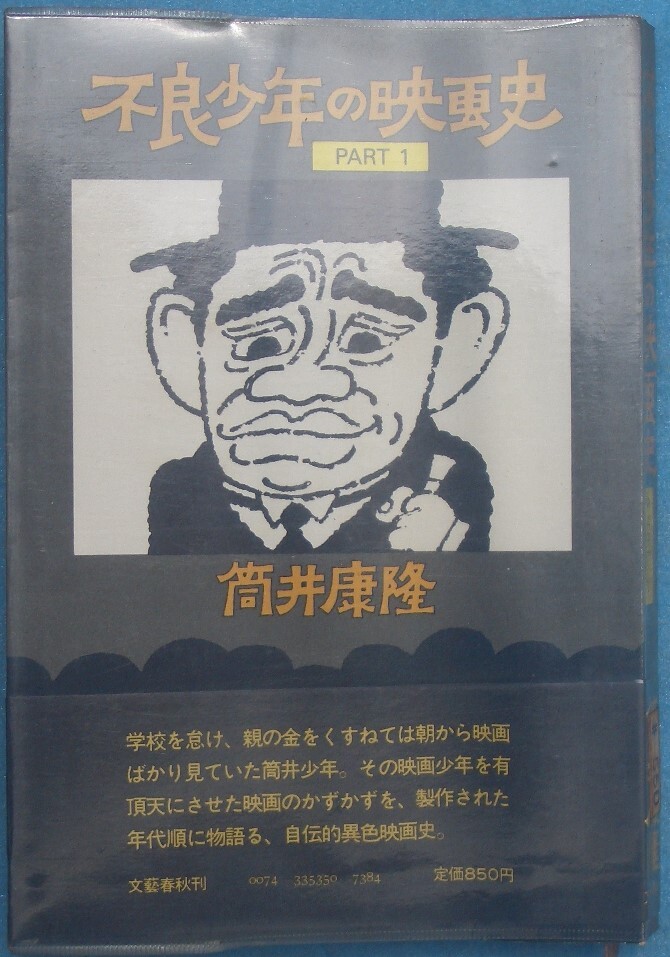 不良少年の映画史
PART 1
筒井康隆
学校を怠け、親の金をくすねては朝から映画
ばかり見ていた筒井少年。その映画少年を有
頂天にさせた映画のかずかずを、製作された
年代順に物語る、自伝的異色映画史。
文藝春秋刊 0074 335350 7384 定価850円